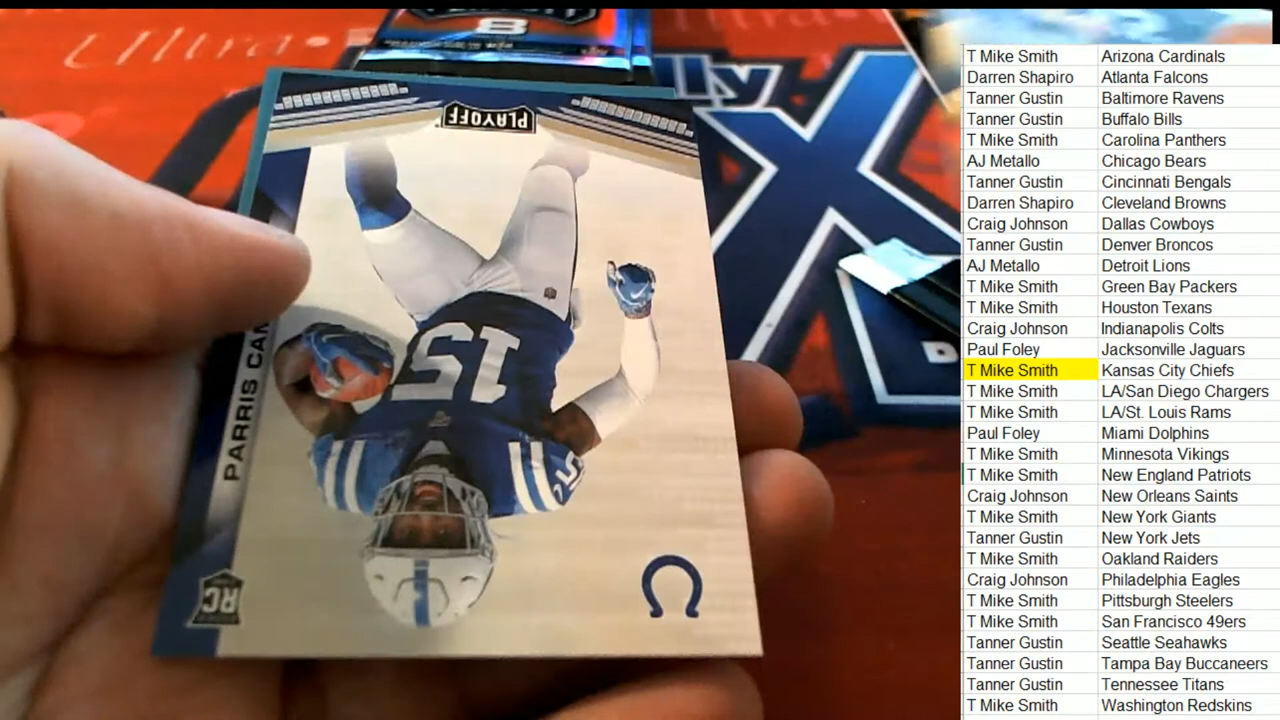 Ultra
8
lly
X
PLAYOFF
15
15
PARRIS CAM
RC
T Mike Smith Arizona Cardinals
Darren Shapiro Atlanta Falcons
Tanner Gustin Baltimore Ravens
Tanner Gustin Buffalo Bills
T Mike Smith Carolina Panthers
AJ Metallo Chicago Bears
Tanner Gustin Cincinnati Bengals
Darren Shapiro Cleveland Browns
Craig Johnson Dallas Cowboys
Tanner Gustin Denver Broncos
AJ Metallo Detroit Lions
T Mike Smith Green Bay Packers
T Mike Smith Houston Texans
Craig Johnson Indianapolis Colts
Paul Foley Jacksonville Jaguars
T Mike Smith Kansas City Chiefs
T Mike Smith LA/San Diego Chargers
T Mike Smith LA/St. Louis Rams
Paul Foley Miami Dolphins
T Mike Smith Minnesota Vikings
T Mike Smith New England Patriots
Craig Johnson New Orleans Saints
T Mike Smith New York Giants
Tanner Gustin New York Jets
T Mike Smith Oakland Raiders
Craig Johnson Philadelphia Eagles
T Mike Smith Pittsburgh Steelers
T Mike Smith San Francisco 49ers
Tanner Gustin Seattle Seahawks
Tanner Gustin Tampa Bay Buccaneers
Tanner Gustin Tennessee Titans
T Mike Smith Washington Redskins